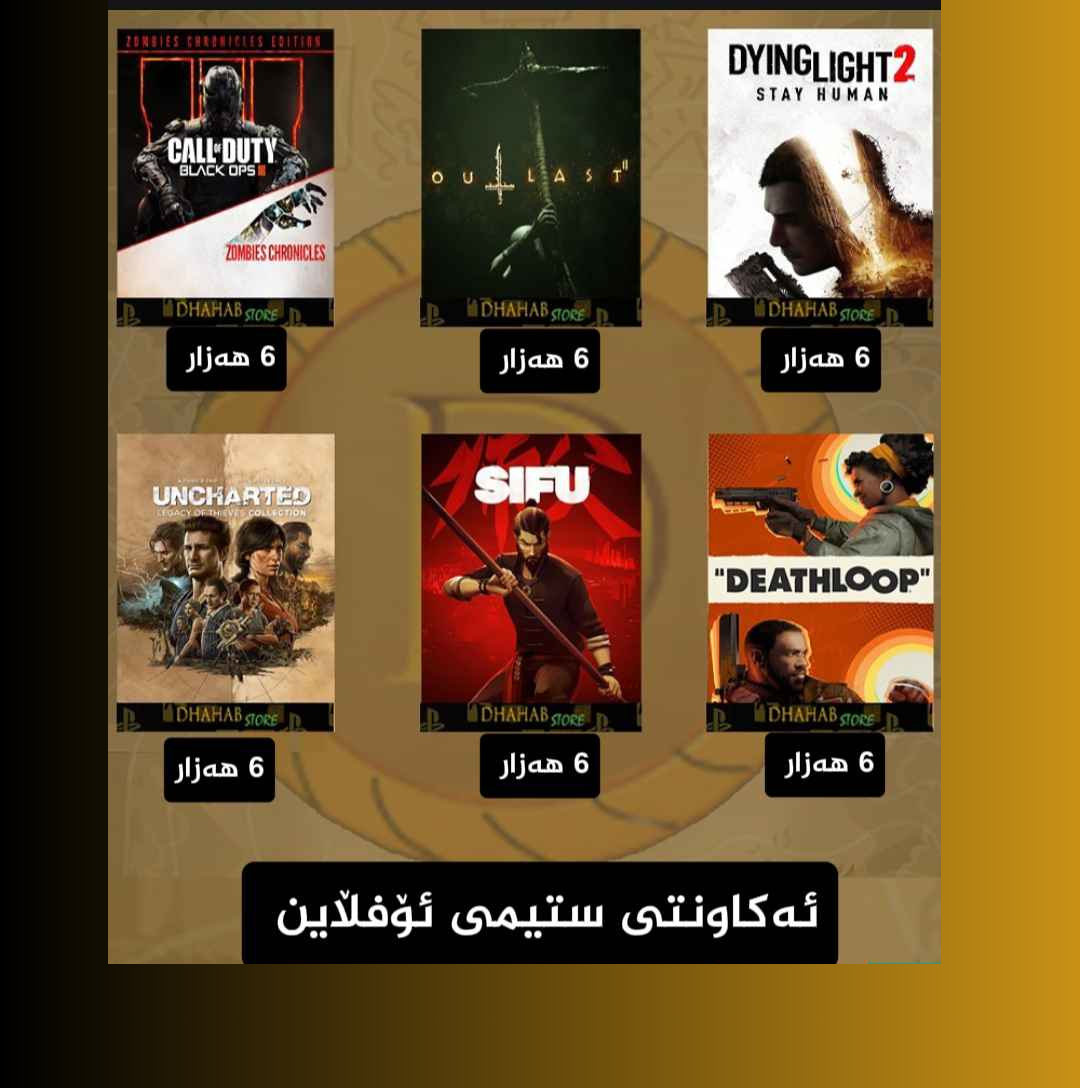 ZOMBIES CHRONICLES EDITION
CALL OF DUTY
BLACK OPS III
ZOMBIES CHRONICLES
DHAHAB STORE
6 هەزار
OUTLAST II
DHAHAB STORE
6 هەزار
DYING LIGHT 2
STAY HUMAN
DHAHAB STORE
6 هەزار
UNCHARTED
LEGACY OF THIEVES COLLECTION
DHAHAB STORE
6 هەزار
SIFU
DHAHAB STORE
6 هەزار
"DEATHLOOP"
DHAHAB STORE
6 هەزار
ئەکاونتی ستیمی ئۆفڵاین